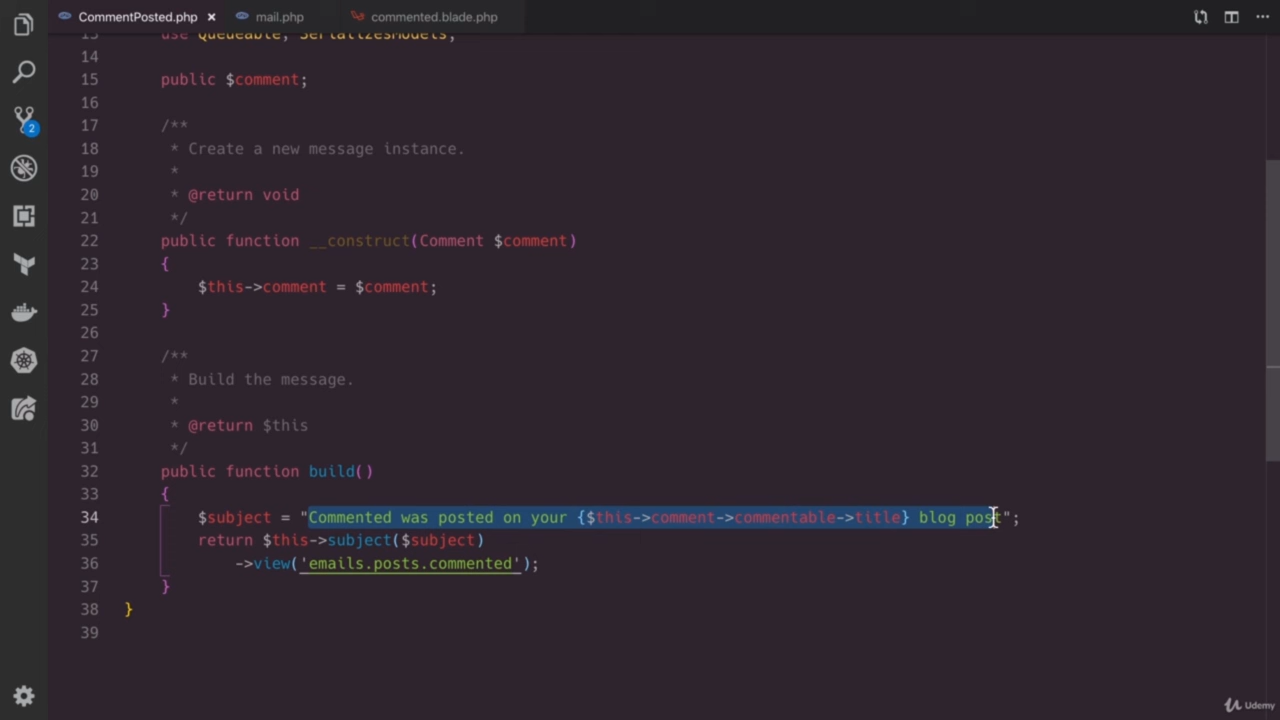 CommentPosted.php × mail.php commented.blade.php
13 use Queueable, SerializesModels;
14
15 public $comment;
16
17 /**
18 * Create a new message instance.
19 *
20 * @return void
21 */
22 public function __construct(Comment $comment)
23 {
24 $this->comment = $comment;
25 }
26
27 /**
28 * Build the message.
29 *
30 * @return $this
31 */
32 public function build()
33 {
34 $subject = "Commented was posted on your {$this->comment->commentable->title} blog post";
35 return $this->subject($subject)
36 ->view('emails.posts.commented');
37 }
38 }
39
2
Udemy